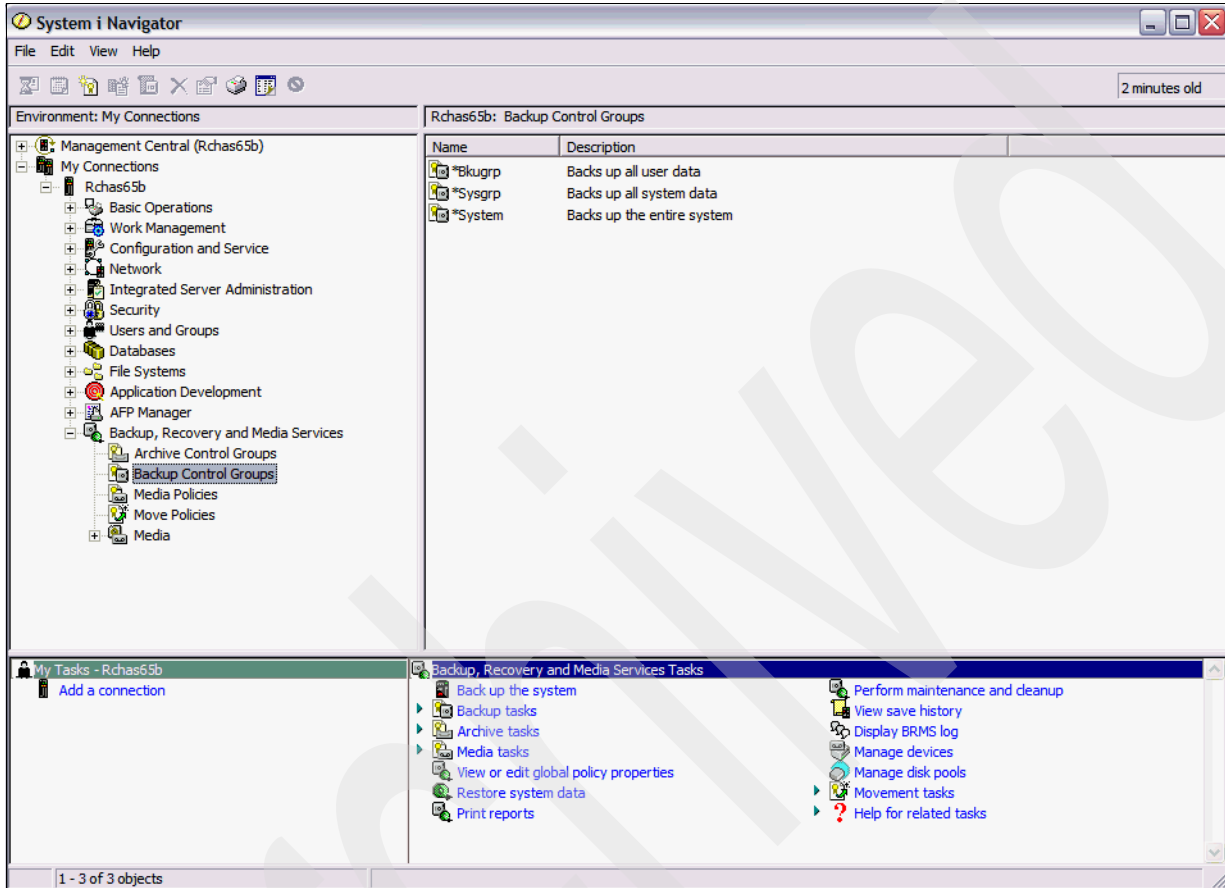 System i Navigator
File Edit View Help
2 minutes old
Environment: My Connections
Rchas65b: Backup Control Groups
Management Central (Rchas65b)
My Connections
Rchas65b
Basic Operations
Work Management
Configuration and Service
Network
Integrated Server Administration
Security
Users and Groups
Databases
File Systems
Application Development
AFP Manager
Backup, Recovery and Media Services
Archive Control Groups
Backup Control Groups
Media Policies
Move Policies
Media
Name Description
*Bkugrp Backs up all user data
*Sysgrp Backs up all system data
*System Backs up the entire system
My Tasks - Rchas65b
Add a connection
Backup, Recovery and Media Services Tasks
Back up the system
Backup tasks
Archive tasks
Media tasks
View or edit global policy properties
Restore system data
Print reports
Perform maintenance and cleanup
View save history
Display BRMS log
Manage devices
Manage disk pools
Movement tasks
Help for related tasks
1 - 3 of 3 objects